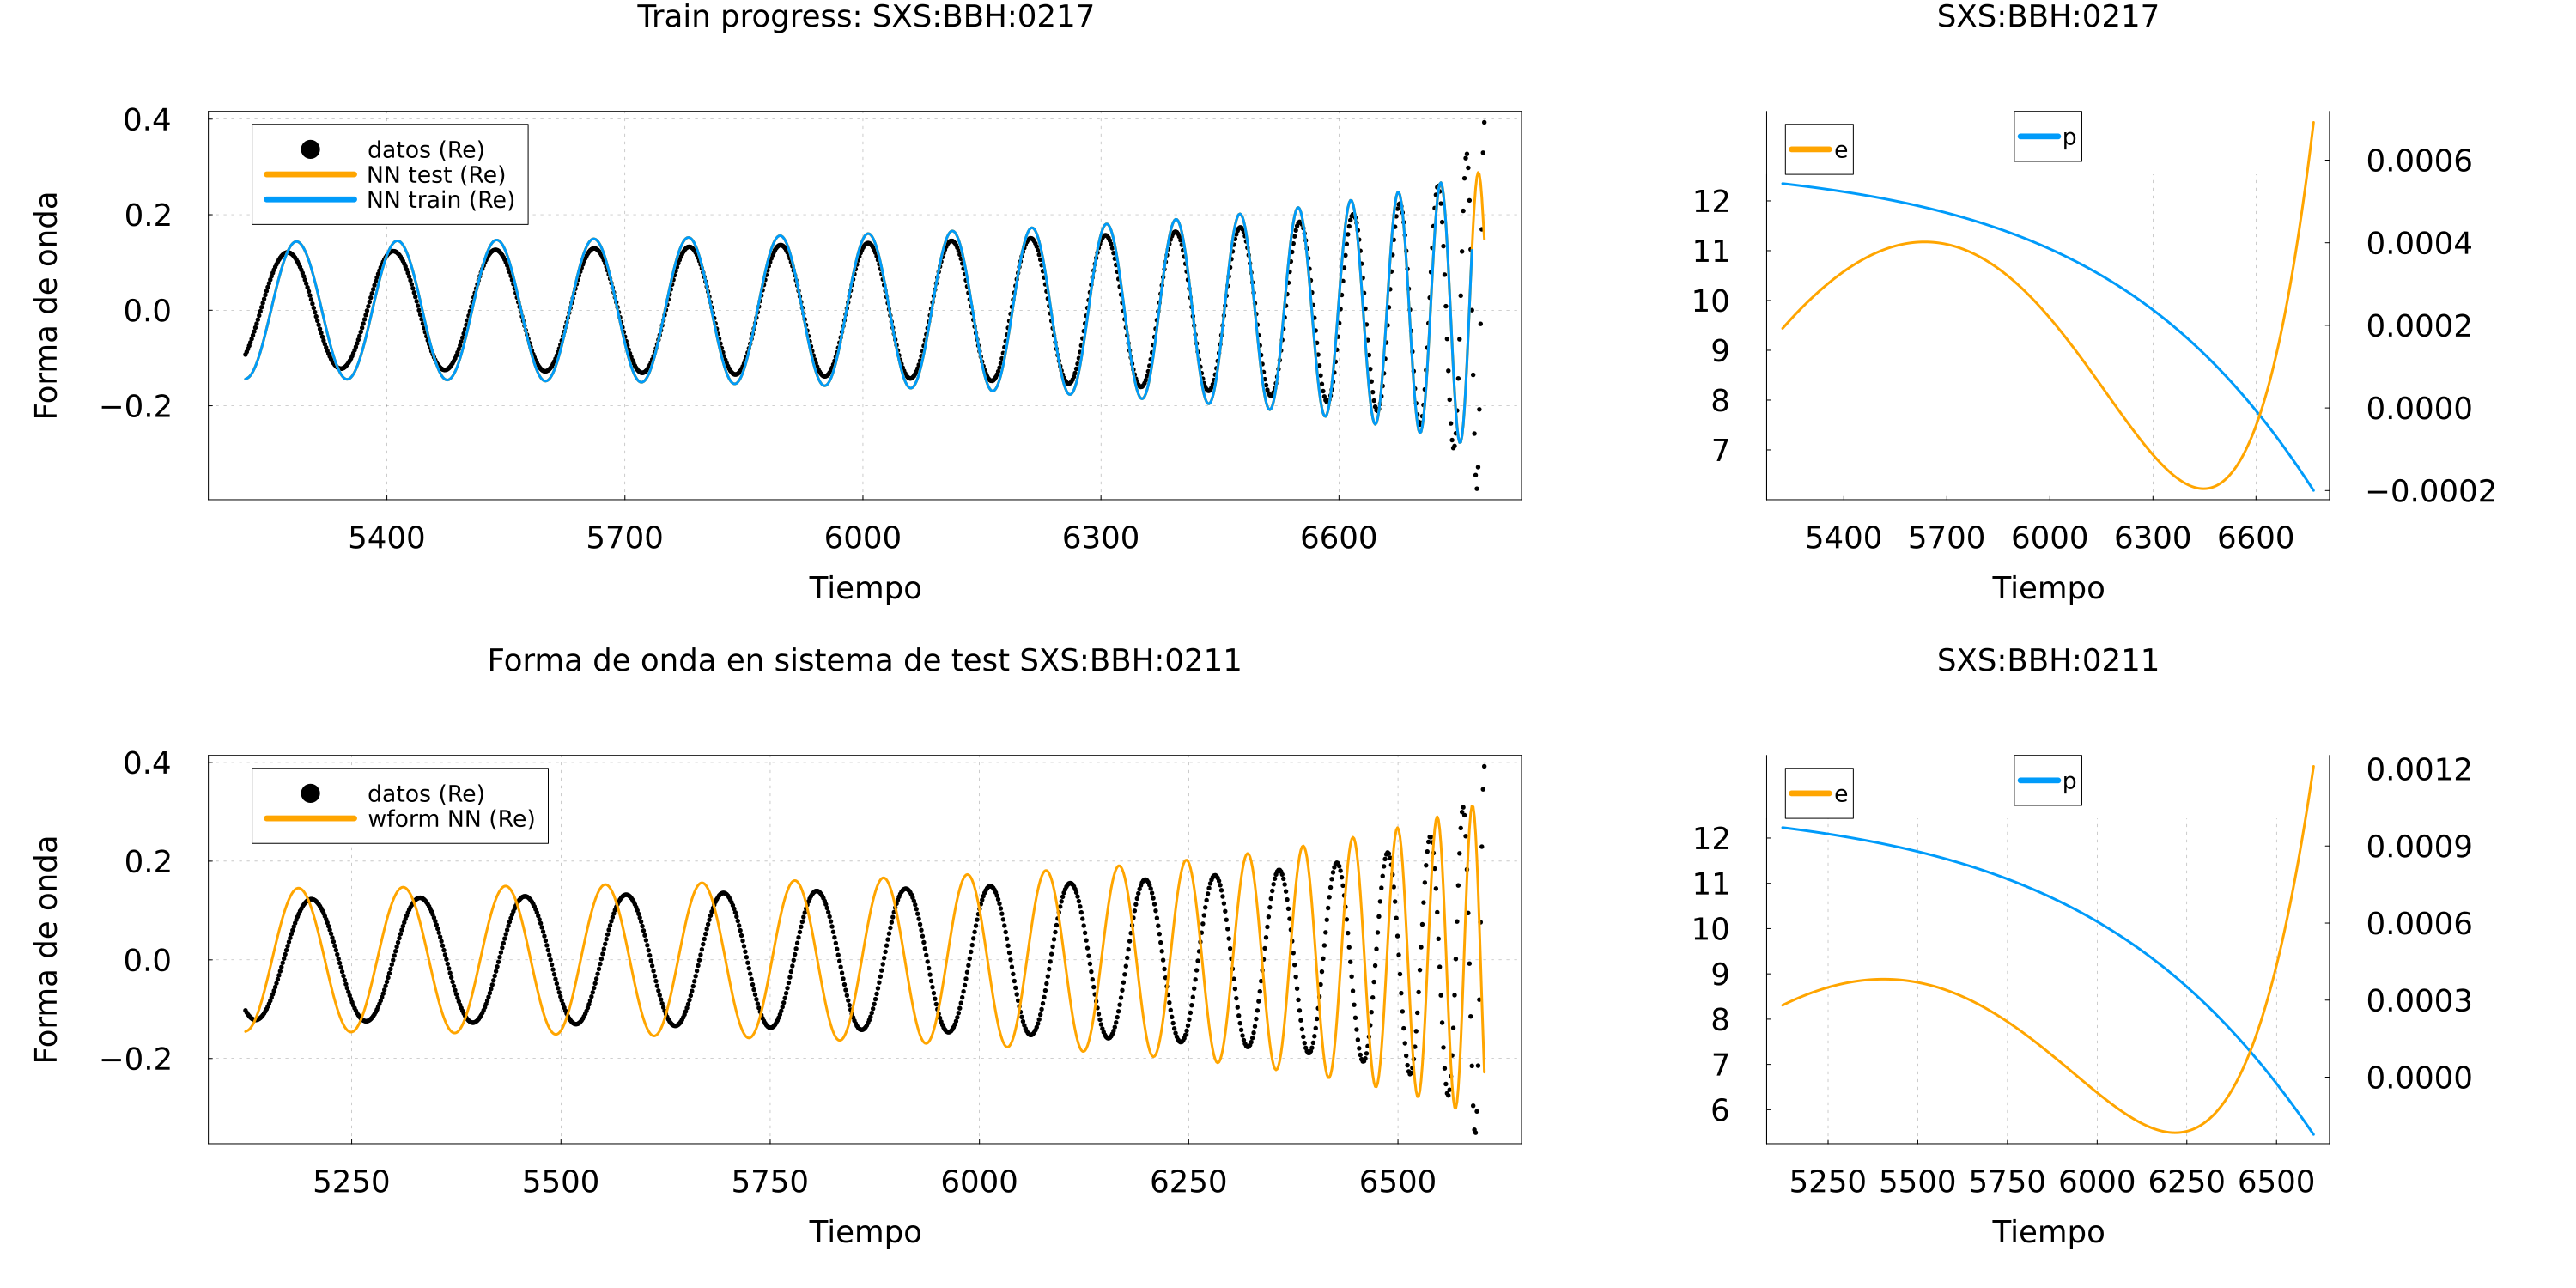 Train progress: SXS:BBH:0217
Forma de onda
0.4
0.2
0.0
−0.2
datos (Re)
NN test (Re)
NN train (Re)
5400 5700 6000 6300 6600
Tiempo
SXS:BBH:0217
12
11
10
9
8
7
e
p
0.0006
0.0004
0.0002
0.0000
−0.0002
5400 5700 6000 6300 6600
Tiempo
Forma de onda en sistema de test SXS:BBH:0211
Forma de onda
0.4
0.2
0.0
−0.2
datos (Re)
wform NN (Re)
5250 5500 5750 6000 6250 6500
Tiempo
SXS:BBH:0211
12
11
10
9
8
7
6
e
p
0.0012
0.0009
0.0006
0.0003
0.0000
5250 5500 5750 6000 6250 6500
Tiempo